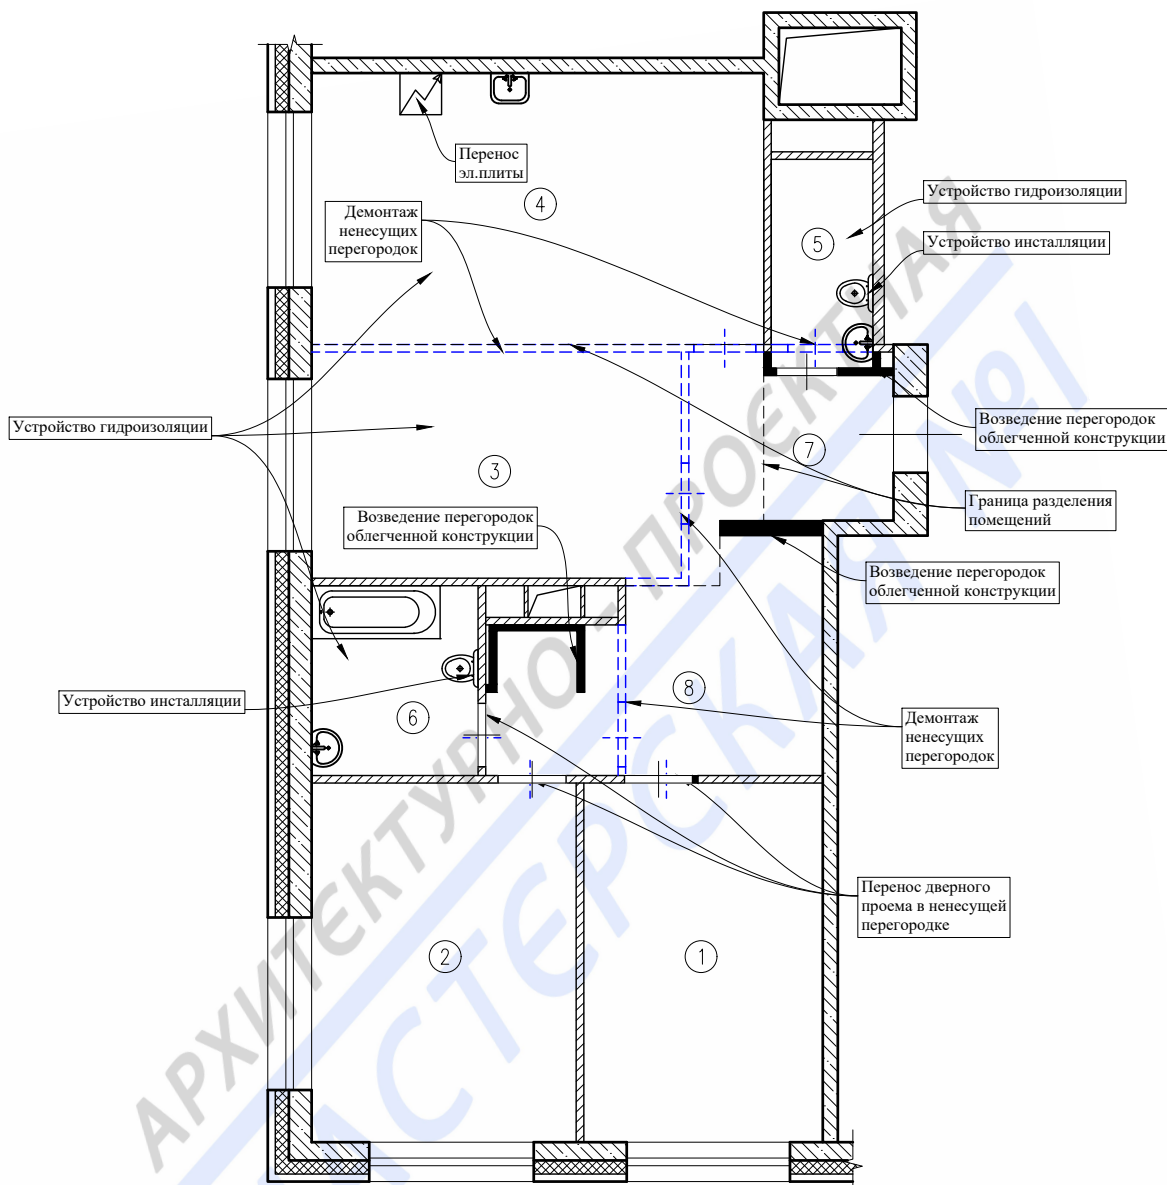 Перенос
эл.плиты
4
Устройство гидроизоляции
Демонтаж
ненесущих
перегородок
5
Устройство инсталляции
Устройство гидроизоляции
Возведение перегородок
облегченной конструкции
3
7
Возведение перегородок
облегченной конструкции
Граница разделения
помещений
Возведение перегородок
облегченной конструкции
Устройство инсталляции
6
8
Демонтаж
ненесущих
перегородок
Перенос дверного
проема в ненесущей
перегородке
2
1
АРХИТЕКТУРНО-ПРОЕКТНАЯ
МАСТЕРСКАЯ №1